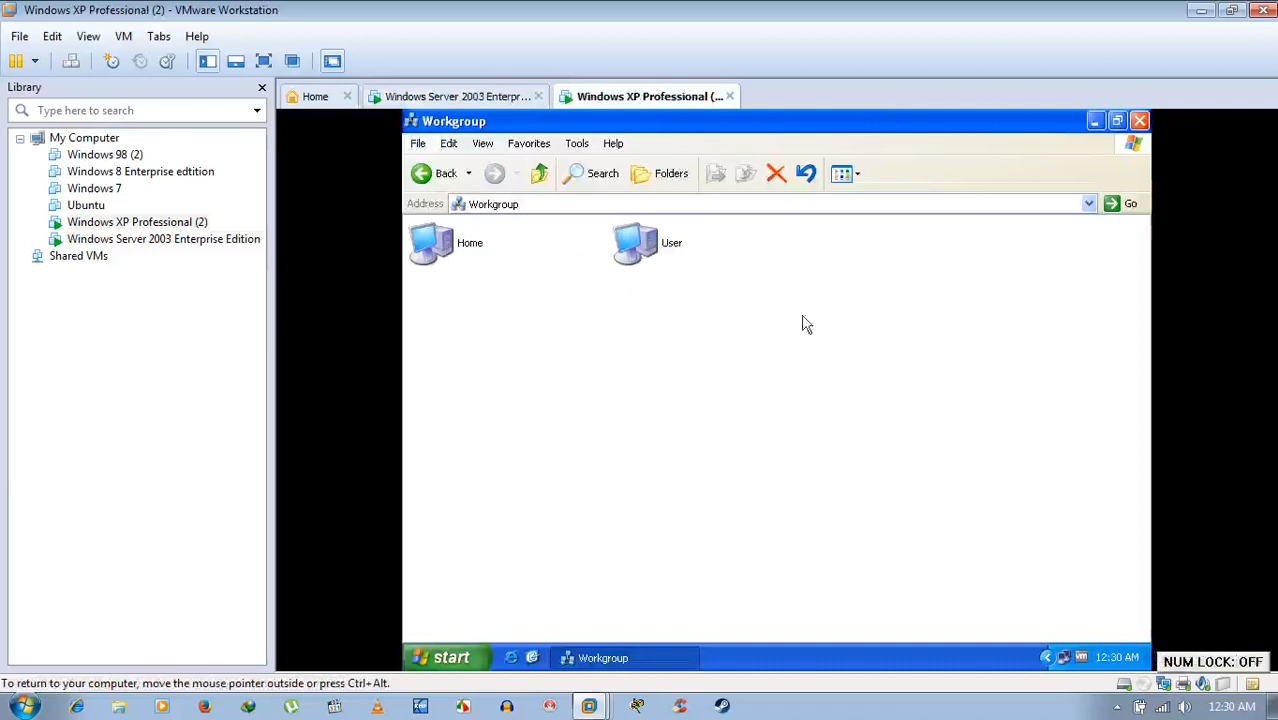 Windows XP Professional (2) - VMware Workstation
File Edit View VM Tabs Help
Library
Type here to search
My Computer
Windows 98 (2)
Windows 8 Enterprise edtition
Windows 7
Ubuntu
Windows XP Professional (2)
Windows Server 2003 Enterprise Edition
Shared VMs
Home Windows Server 2003 Enterpr... Windows XP Professional (...
Workgroup
File Edit View Favorites Tools Help
Back Search Folders
Address Workgroup Go
Home User
start Workgroup 12:30 AM
NUM LOCK: OFF
To return to your computer, move the mouse pointer outside or press Ctrl+Alt.
12:30 AM